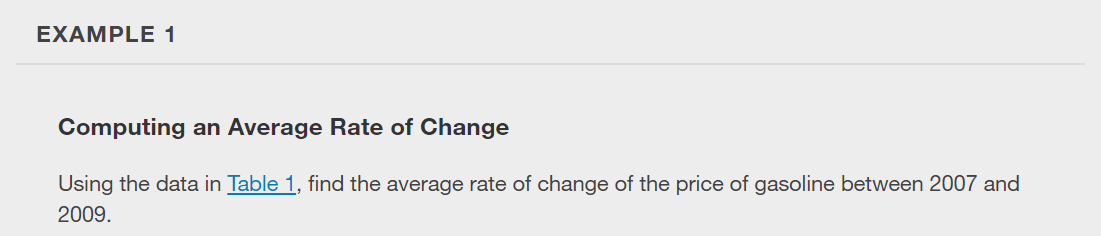 EXAMPLE 1
Computing an Average Rate of Change
Using the data in Table 1, find the average rate of change of the price of gasoline between 2007 and
2009.